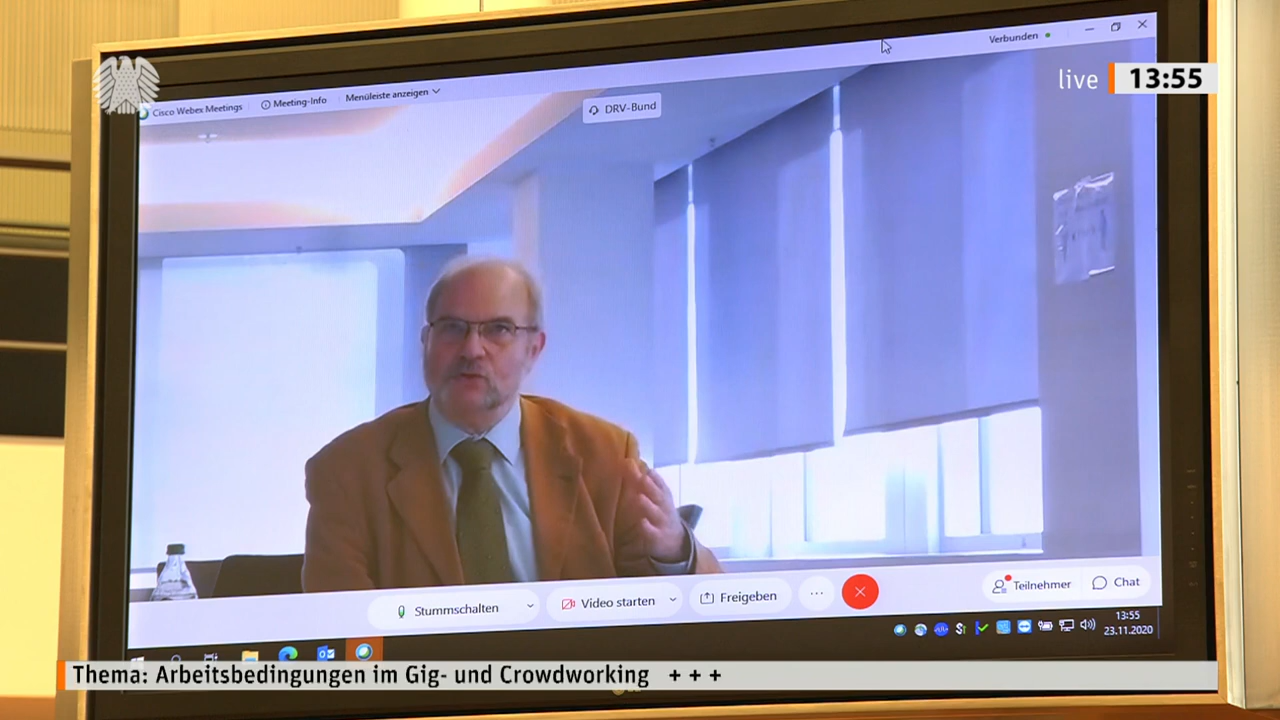 Verbunden
live 13:55
Cisco Webex Meetings
Meeting-Info
Menüleiste anzeigen
DRV-Bund
Stummschalten
Video starten
Freigeben
Teilnehmer
Chat
13:55
23.11.2020
Thema: Arbeitsbedingungen im Gig- und Crowdworking +++